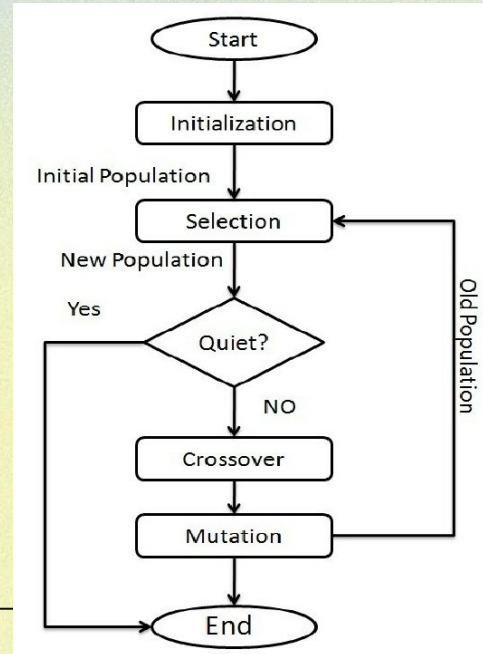 Start
Initialization
Initial Population
Selection
New Population
Yes
Quiet?
NO
Old Population
Crossover
Mutation
End